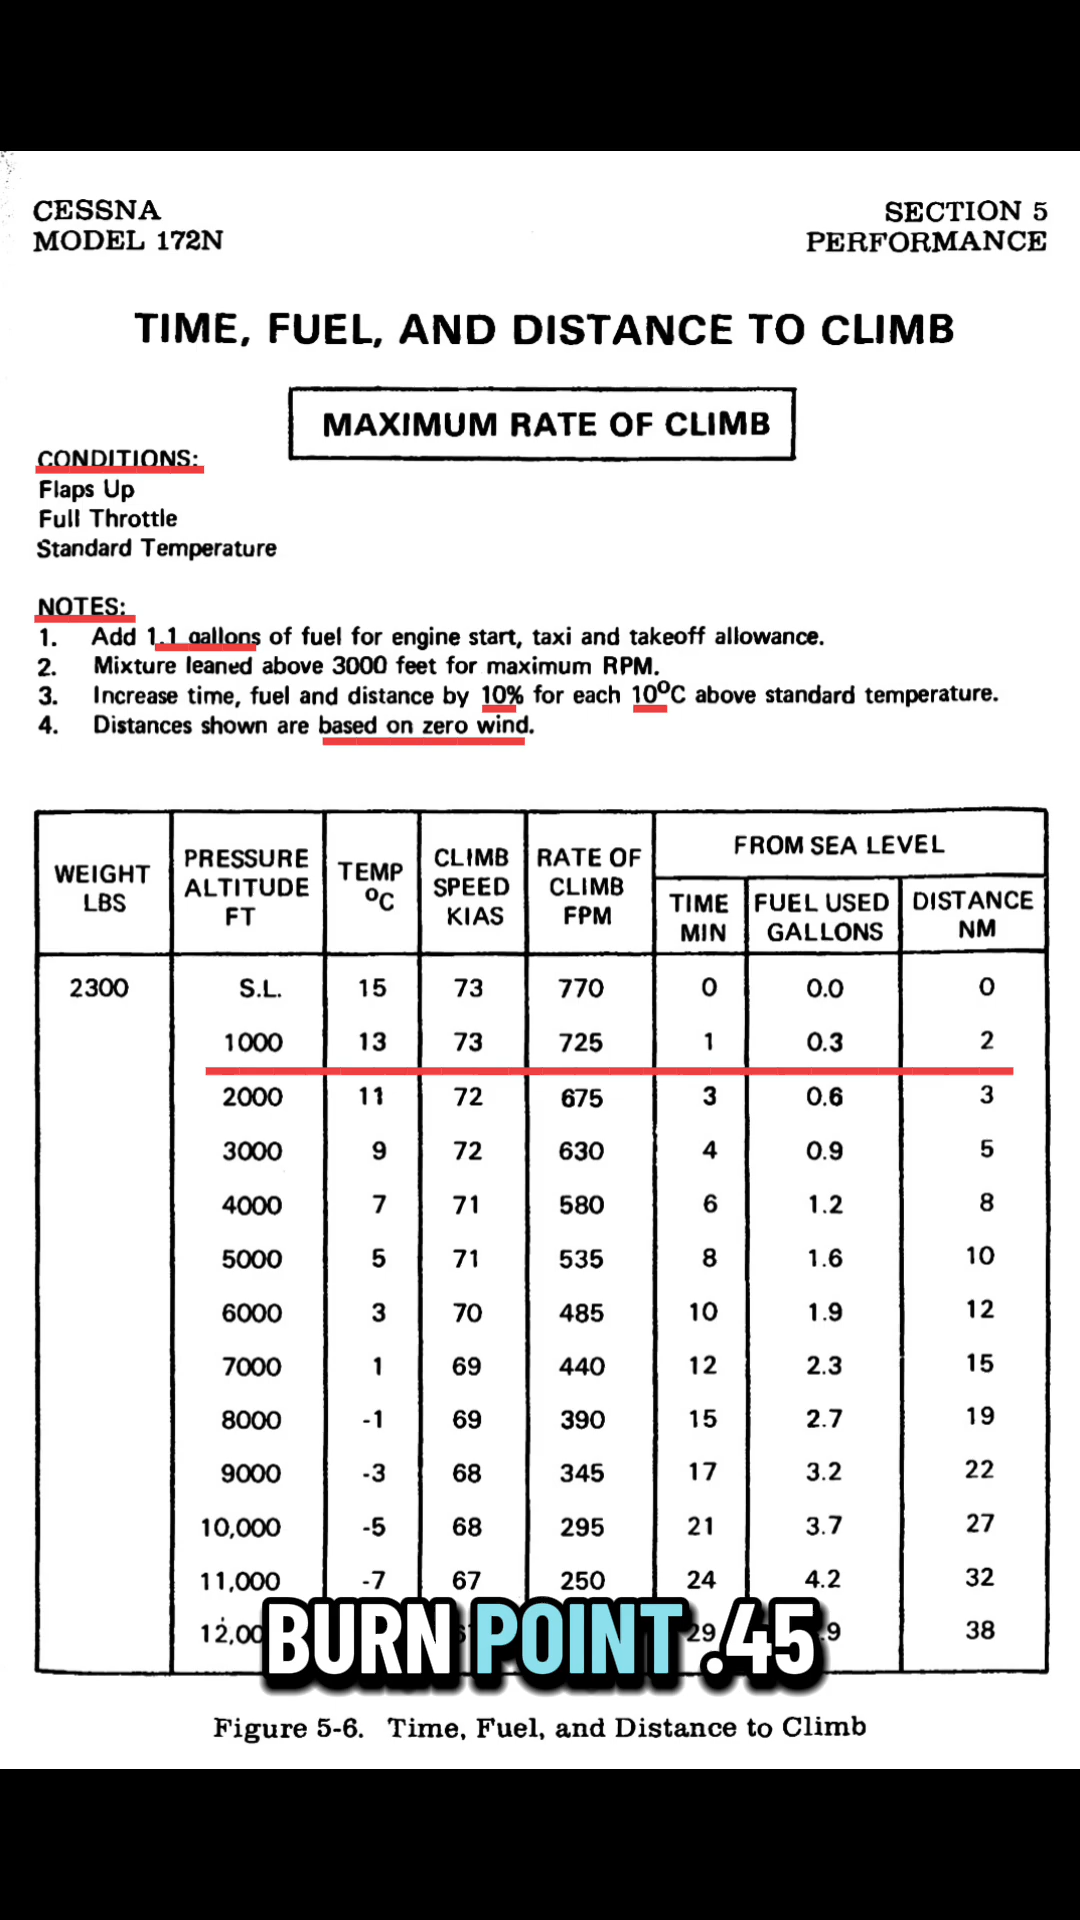 CESSNA
MODEL 172N
SECTION 5
PERFORMANCE
TIME, FUEL, AND DISTANCE TO CLIMB
MAXIMUM RATE OF CLIMB
CONDITIONS:
Flaps Up
Full Throttle
Standard Temperature
NOTES:
1. Add 1.1 gallons of fuel for engine start, taxi and takeoff allowance.
2. Mixture leaned above 3000 feet for maximum RPM.
3. Increase time, fuel and distance by 10% for each 10°C above standard temperature.
4. Distances shown are based on zero wind.
WEIGHT LBS PRESSURE ALTITUDE FT TEMP °C CLIMB SPEED KIAS RATE OF CLIMB FPM FROM SEA LEVEL
TIME MIN FUEL USED GALLONS DISTANCE NM
2300 S.L. 15 73 770 0 0.0 0
1000 13 73 725 1 0.3 2
2000 11 72 675 3 0.6 3
3000 9 72 630 4 0.9 5
4000 7 71 580 6 1.2 8
5000 5 71 535 8 1.6 10
6000 3 70 485 10 1.9 12
7000 1 69 440 12 2.3 15
8000 -1 69 390 15 2.7 19
9000 -3 68 345 17 3.2 22
10,000 -5 68 295 21 3.7 27
11,000 -7 67 250 24 4.2 32
29 38
BURN POINT .45
Figure 5-6. Time, Fuel, and Distance to Climb